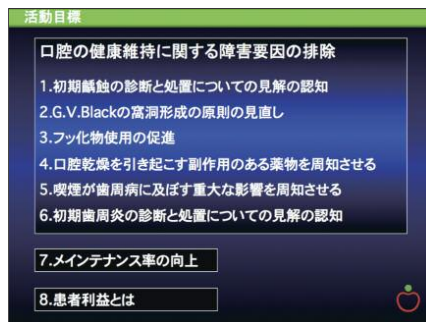 活動目標
口腔の健康維持に関する障害要因の排除
1.初期齲蝕の診断と処置についての見解の認知
2.G.V.Blackの窩洞形成の原則の見直し
3.フッ化物使用の促進
4.口腔乾燥を引き起こす副作用のある薬物を周知させる
5.喫煙が歯周病に及ぼす重大な影響を周知させる
6.初期歯周炎の診断と処置についての見解の認知
7.メインテナンス率の向上
8.患者利益とは